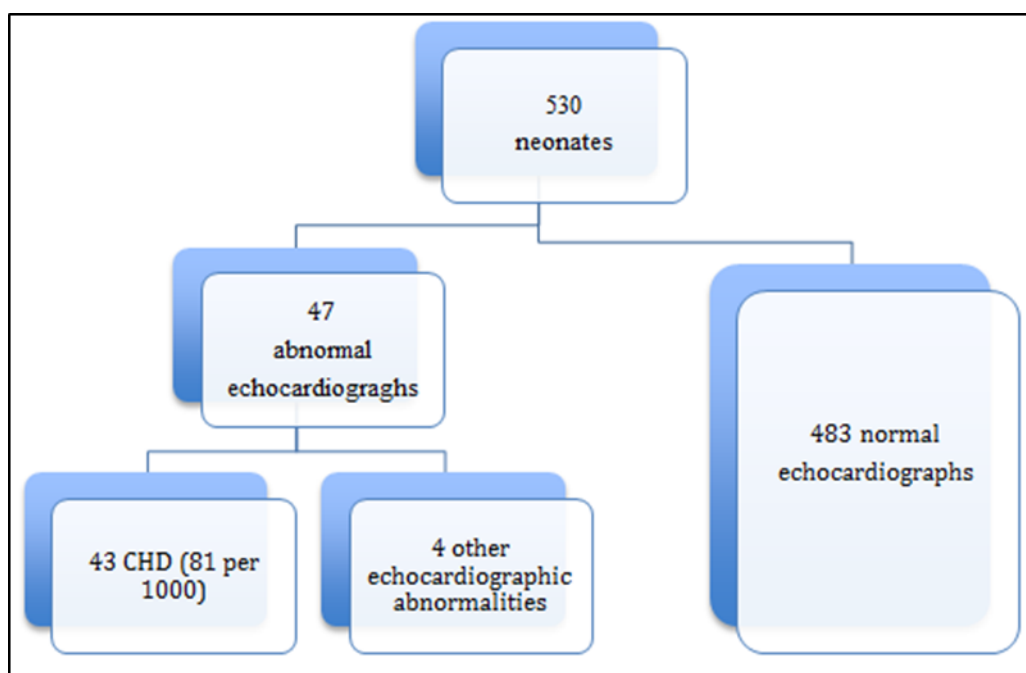 530
neonates
47
abnormal
echocardiograghs
483 normal
echocardiographs
43 CHD (81 per
1000)
4 other
echocardiographic
abnormalities